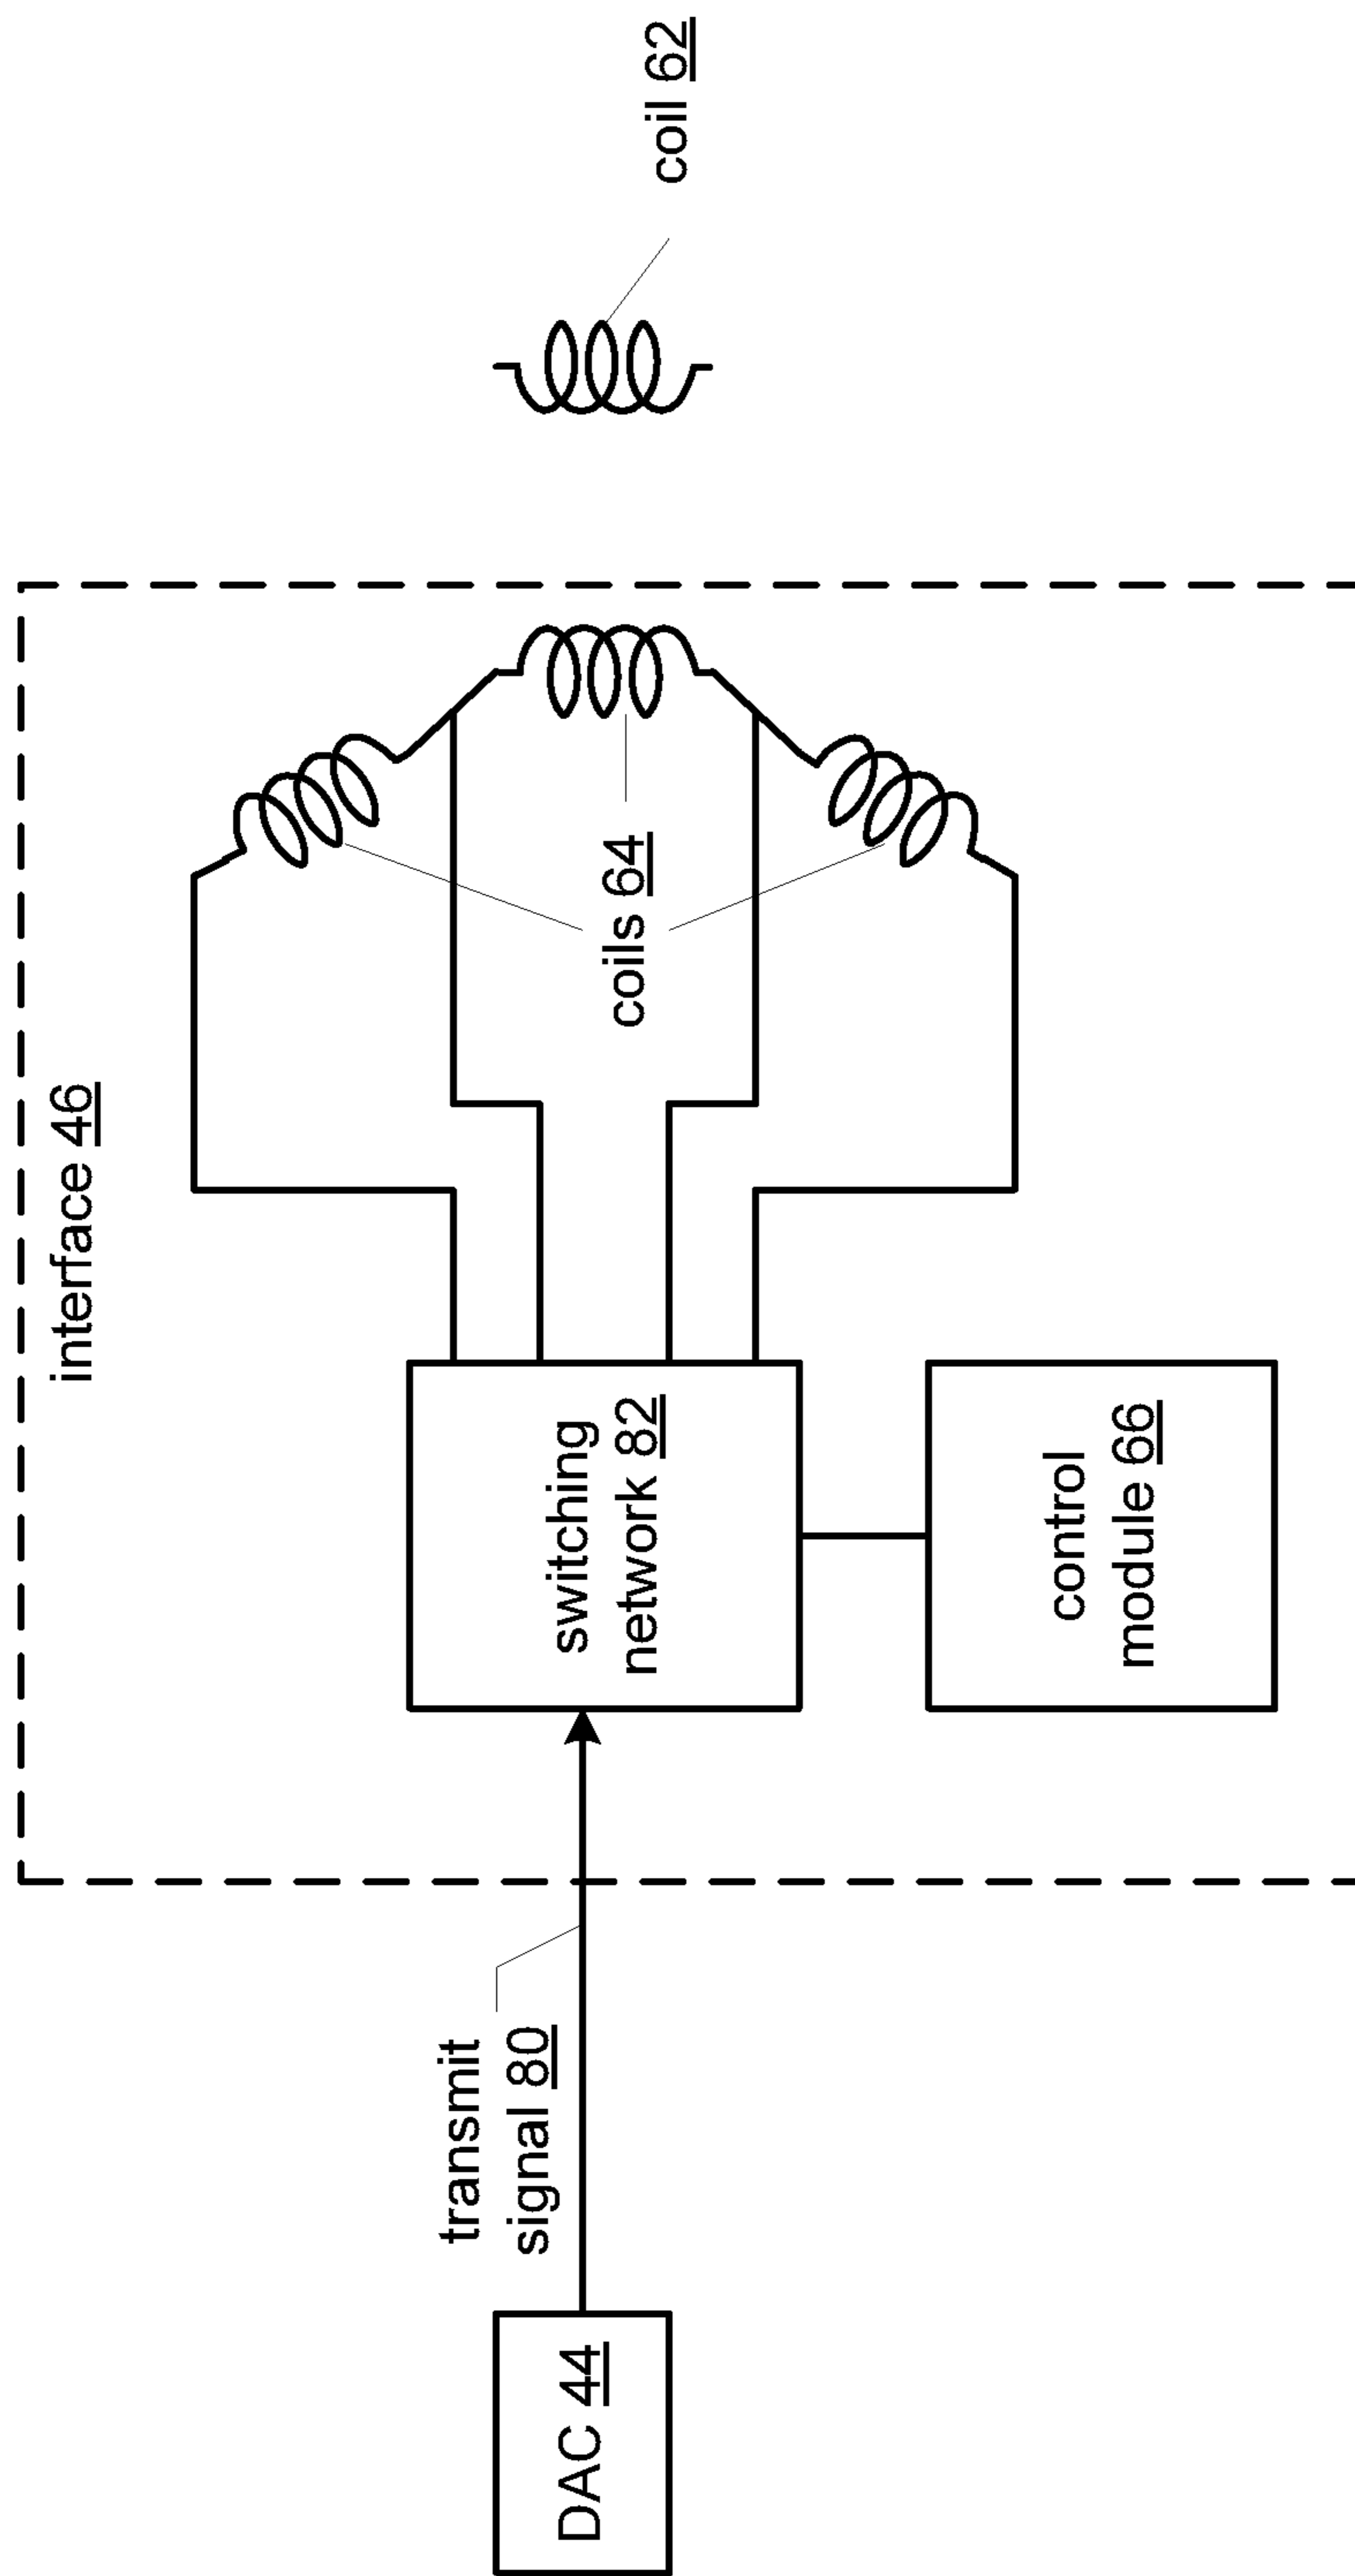 interface 46
transmit
signal 80
DAC 44
switching
network 82
control
module 66
coils 64
coil 62